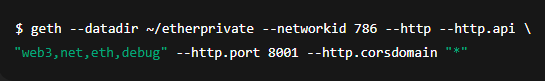 $ geth --datadir ~/etherprivate --networkid 786 --http --http.api \
"web3,net,eth,debug" --http.port 8001 --http.corsdomain "*"